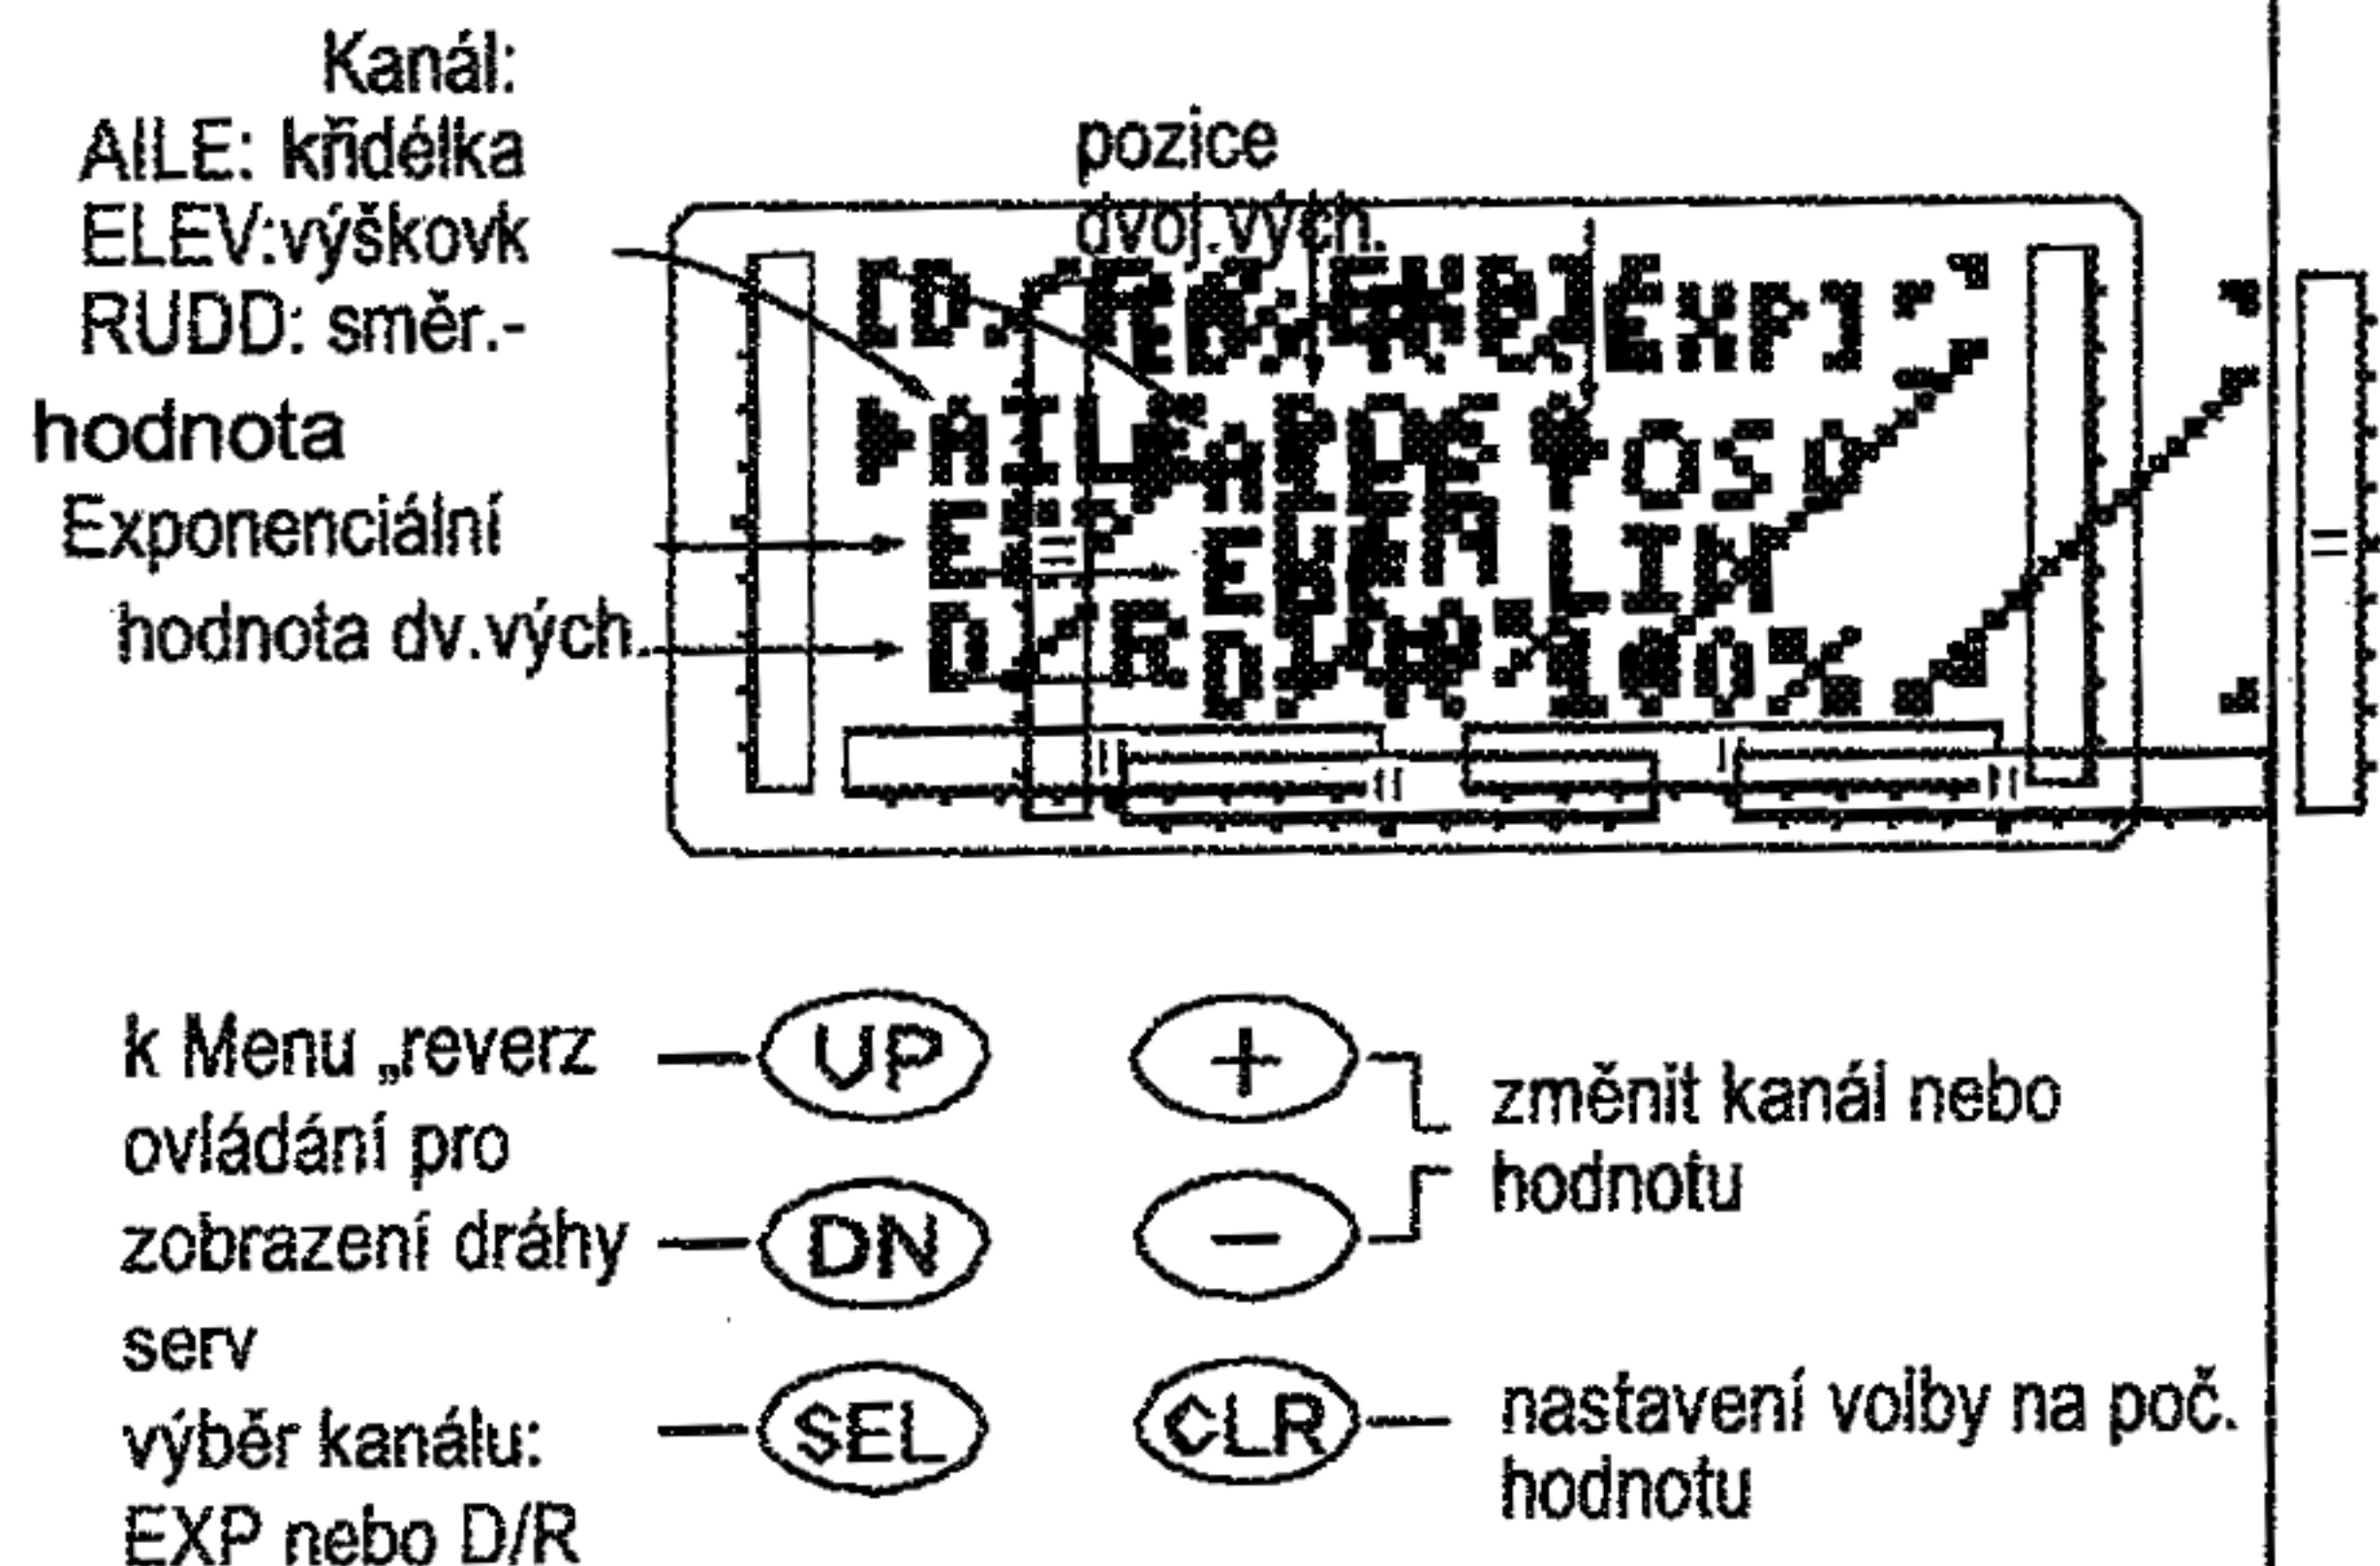 Kanál:
AILE: křidélka
ELEV:výškovk
RUDD: směr.-
hodnota
Exponenciální
hodnota dv.vých.
pozice
dvoj.vých.
k Menu „reverz
ovládání pro
zobrazení dráhy
serv
výběr kanálu:
EXP nebo D/R
UP
DN
SEL
+
−
CLR
změnit kanál nebo
hodnotu
nastavení volby na poč.
hodnotu